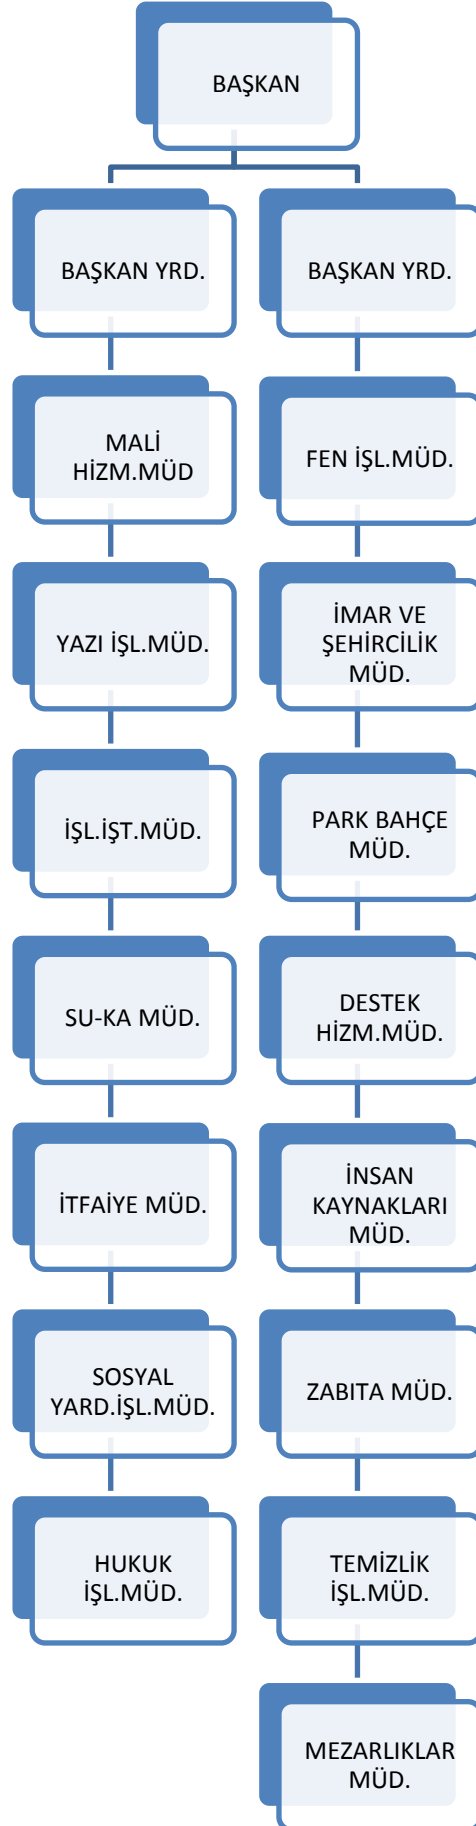 BAŞKAN
BAŞKAN YRD.
MALİ
HİZM.MÜD
YAZI İŞL.MÜD.
İŞL.İŞT.MÜD.
SU-KA MÜD.
İTFAİYE MÜD.
SOSYAL
YARD.İŞL.MÜD.
HUKUK
İŞL.MÜD.
BAŞKAN YRD.
FEN İŞL.MÜD.
İMAR VE
ŞEHİRCİLİK
MÜD.
PARK BAHÇE
MÜD.
DESTEK
HİZM.MÜD.
İNSAN
KAYNAKLARI
MÜD.
ZABITA MÜD.
TEMİZLİK
İŞL.MÜD.
MEZARLIKLAR
MÜD.